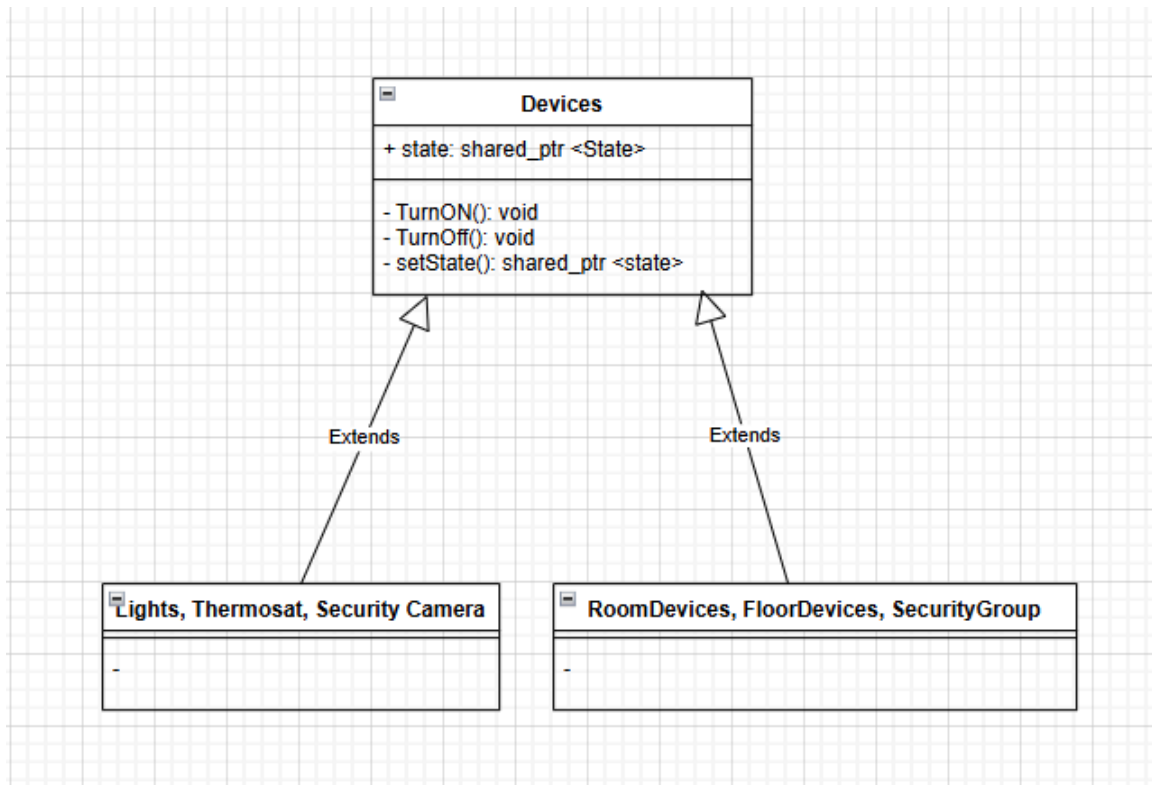 Devices
+ state: shared_ptr <State>
- TurnON(): void
- TurnOff(): void
- setState(): shared_ptr <state>
Extends
Extends
Lights, Thermosat, Security Camera
-
RoomDevices, FloorDevices, SecurityGroup
-